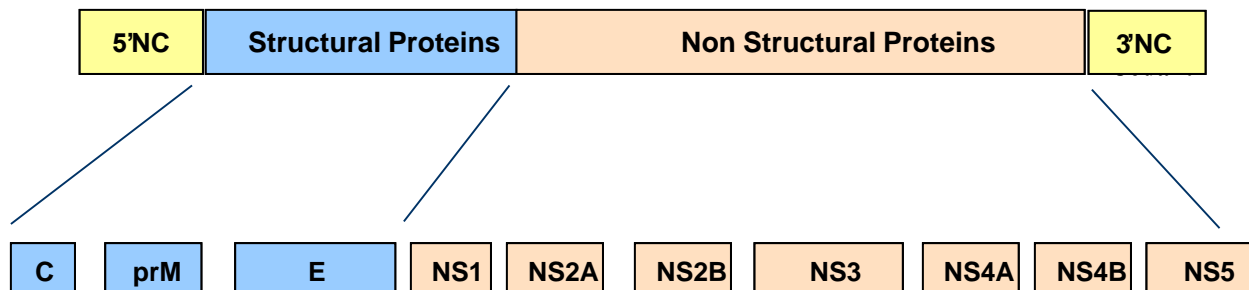 5'NC Structural Proteins Non Structural Proteins 3'NC
C prM E NS1 NS2A NS2B NS3 NS4A NS4B NS5